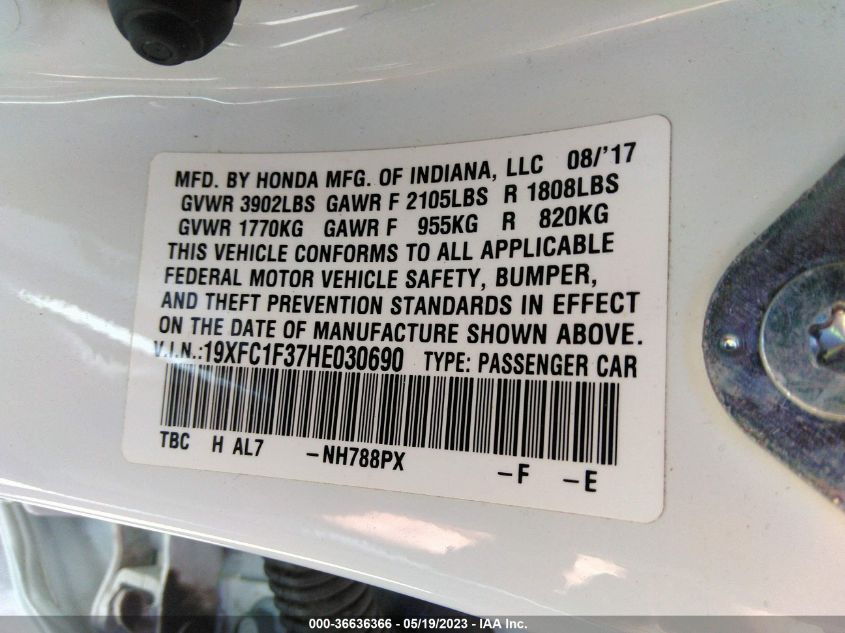 MFD. BY HONDA MFG. OF INDIANA, LLC 08/'17
GVWR 3902LBS GAWR F 2105LBS R 1808LBS
GVWR 1770KG GAWR F 955KG R 820KG
THIS VEHICLE CONFORMS TO ALL APPLICABLE
FEDERAL MOTOR VEHICLE SAFETY, BUMPER,
AND THEFT PREVENTION STANDARDS IN EFFECT
ON THE DATE OF MANUFACTURE SHOWN ABOVE.
V.I.N.:19XFC1F37HE030690 TYPE: PASSENGER CAR
TBC H AL7 -NH788PX -F -E
000-36636366 - 05/19/2023 - IAA Inc.